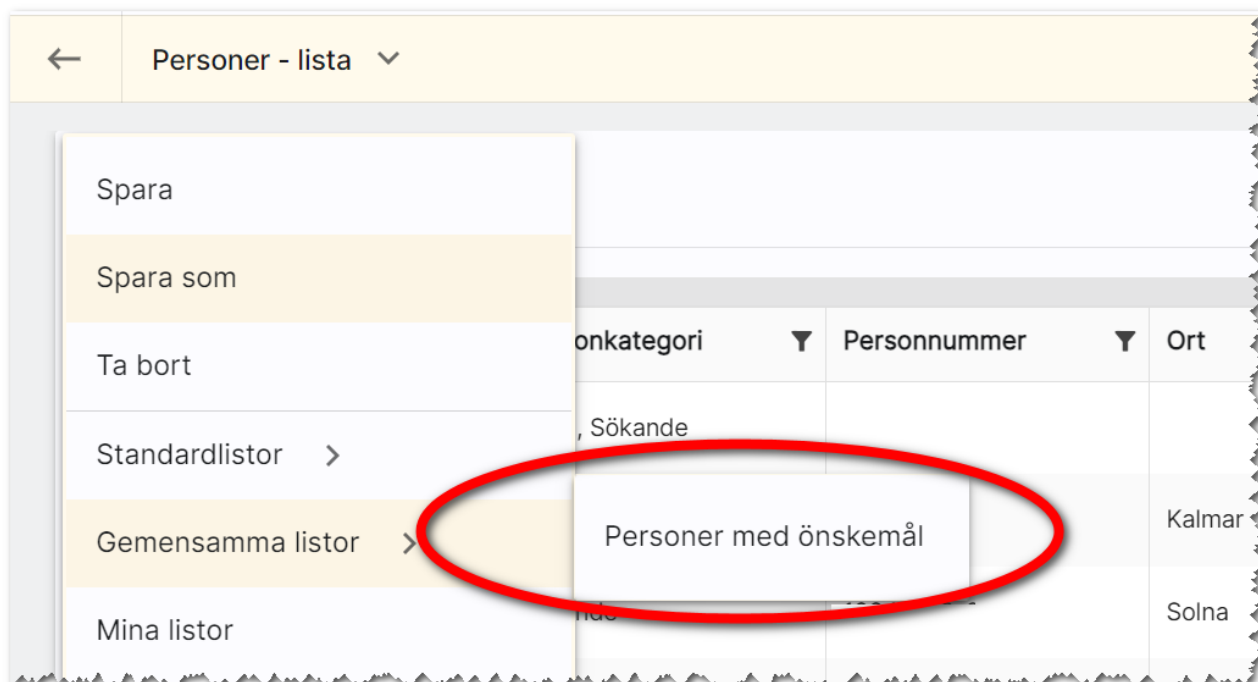 Personer - lista
Spara
Spara som
Ta bort
Standardlistor
Gemensamma listor
Mina listor
Personer med önskemål
onkategori Personnummer Ort
, Sökande
Kalmar
Solna